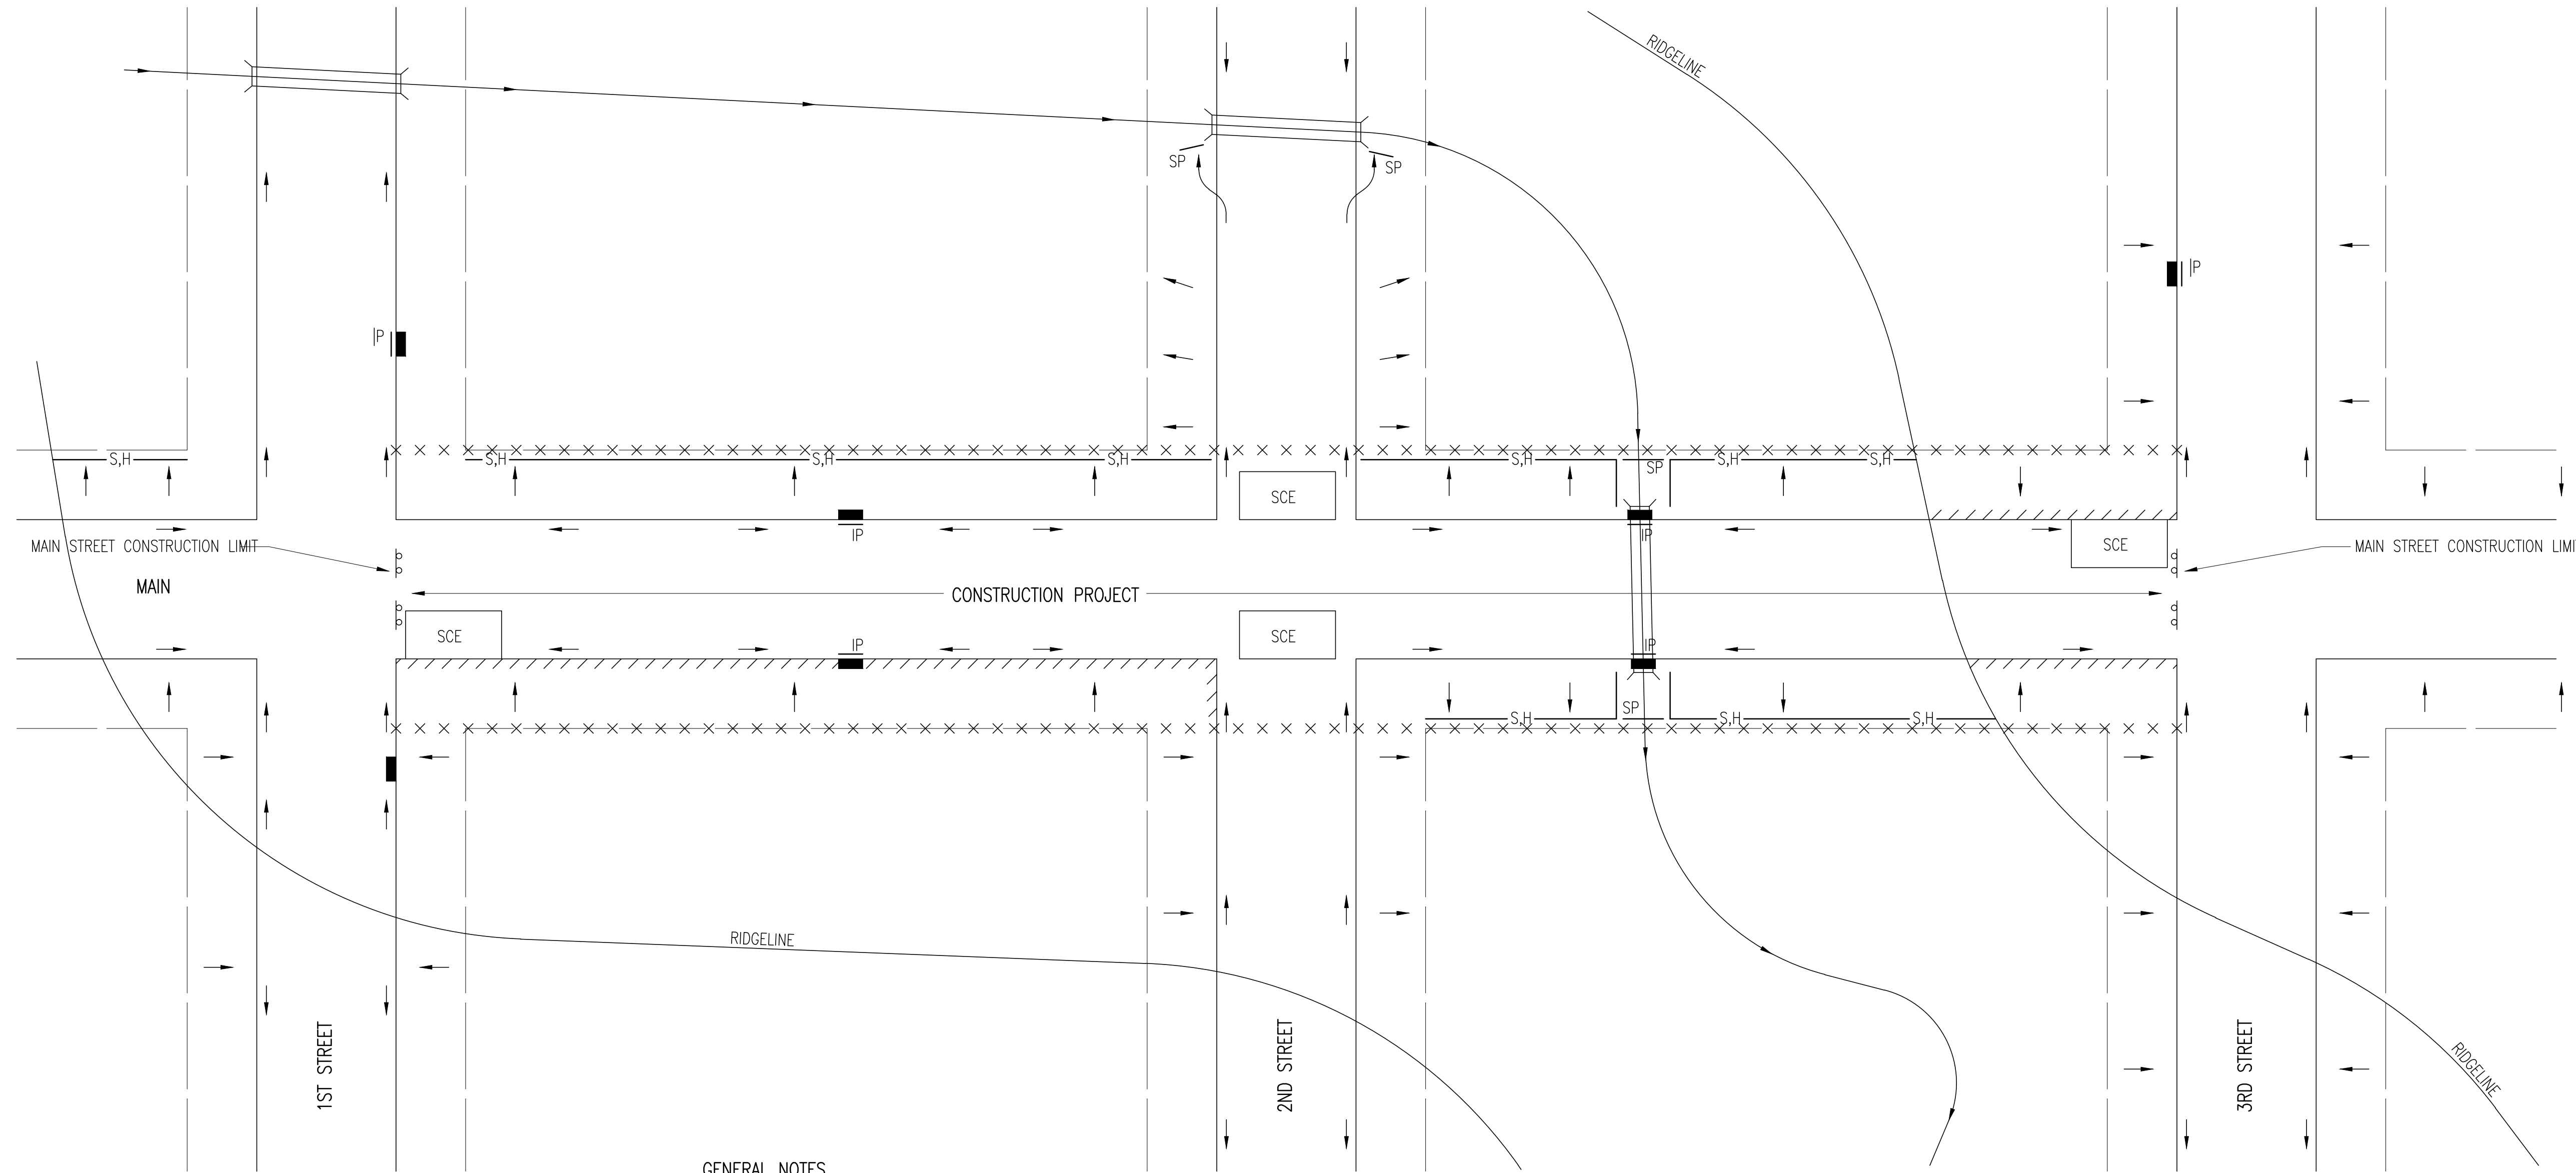 RIDGELINE
SP
SP
IP
IP
S,H
S,H
S,H
S,H
S,H
SP
S,H
S,H
SCE
IP
IP
MAIN STREET CONSTRUCTION LIMIT
SCE
MAIN STREET CONSTRUCTION LIMI
MAIN
CONSTRUCTION PROJECT
SCE
SCE
IP
IP
SP
S,H
S,H
S,H
RIDGELINE
1ST STREET
2ND STREET
3RD STREET
RIDGELINE
GENERAL NOTES